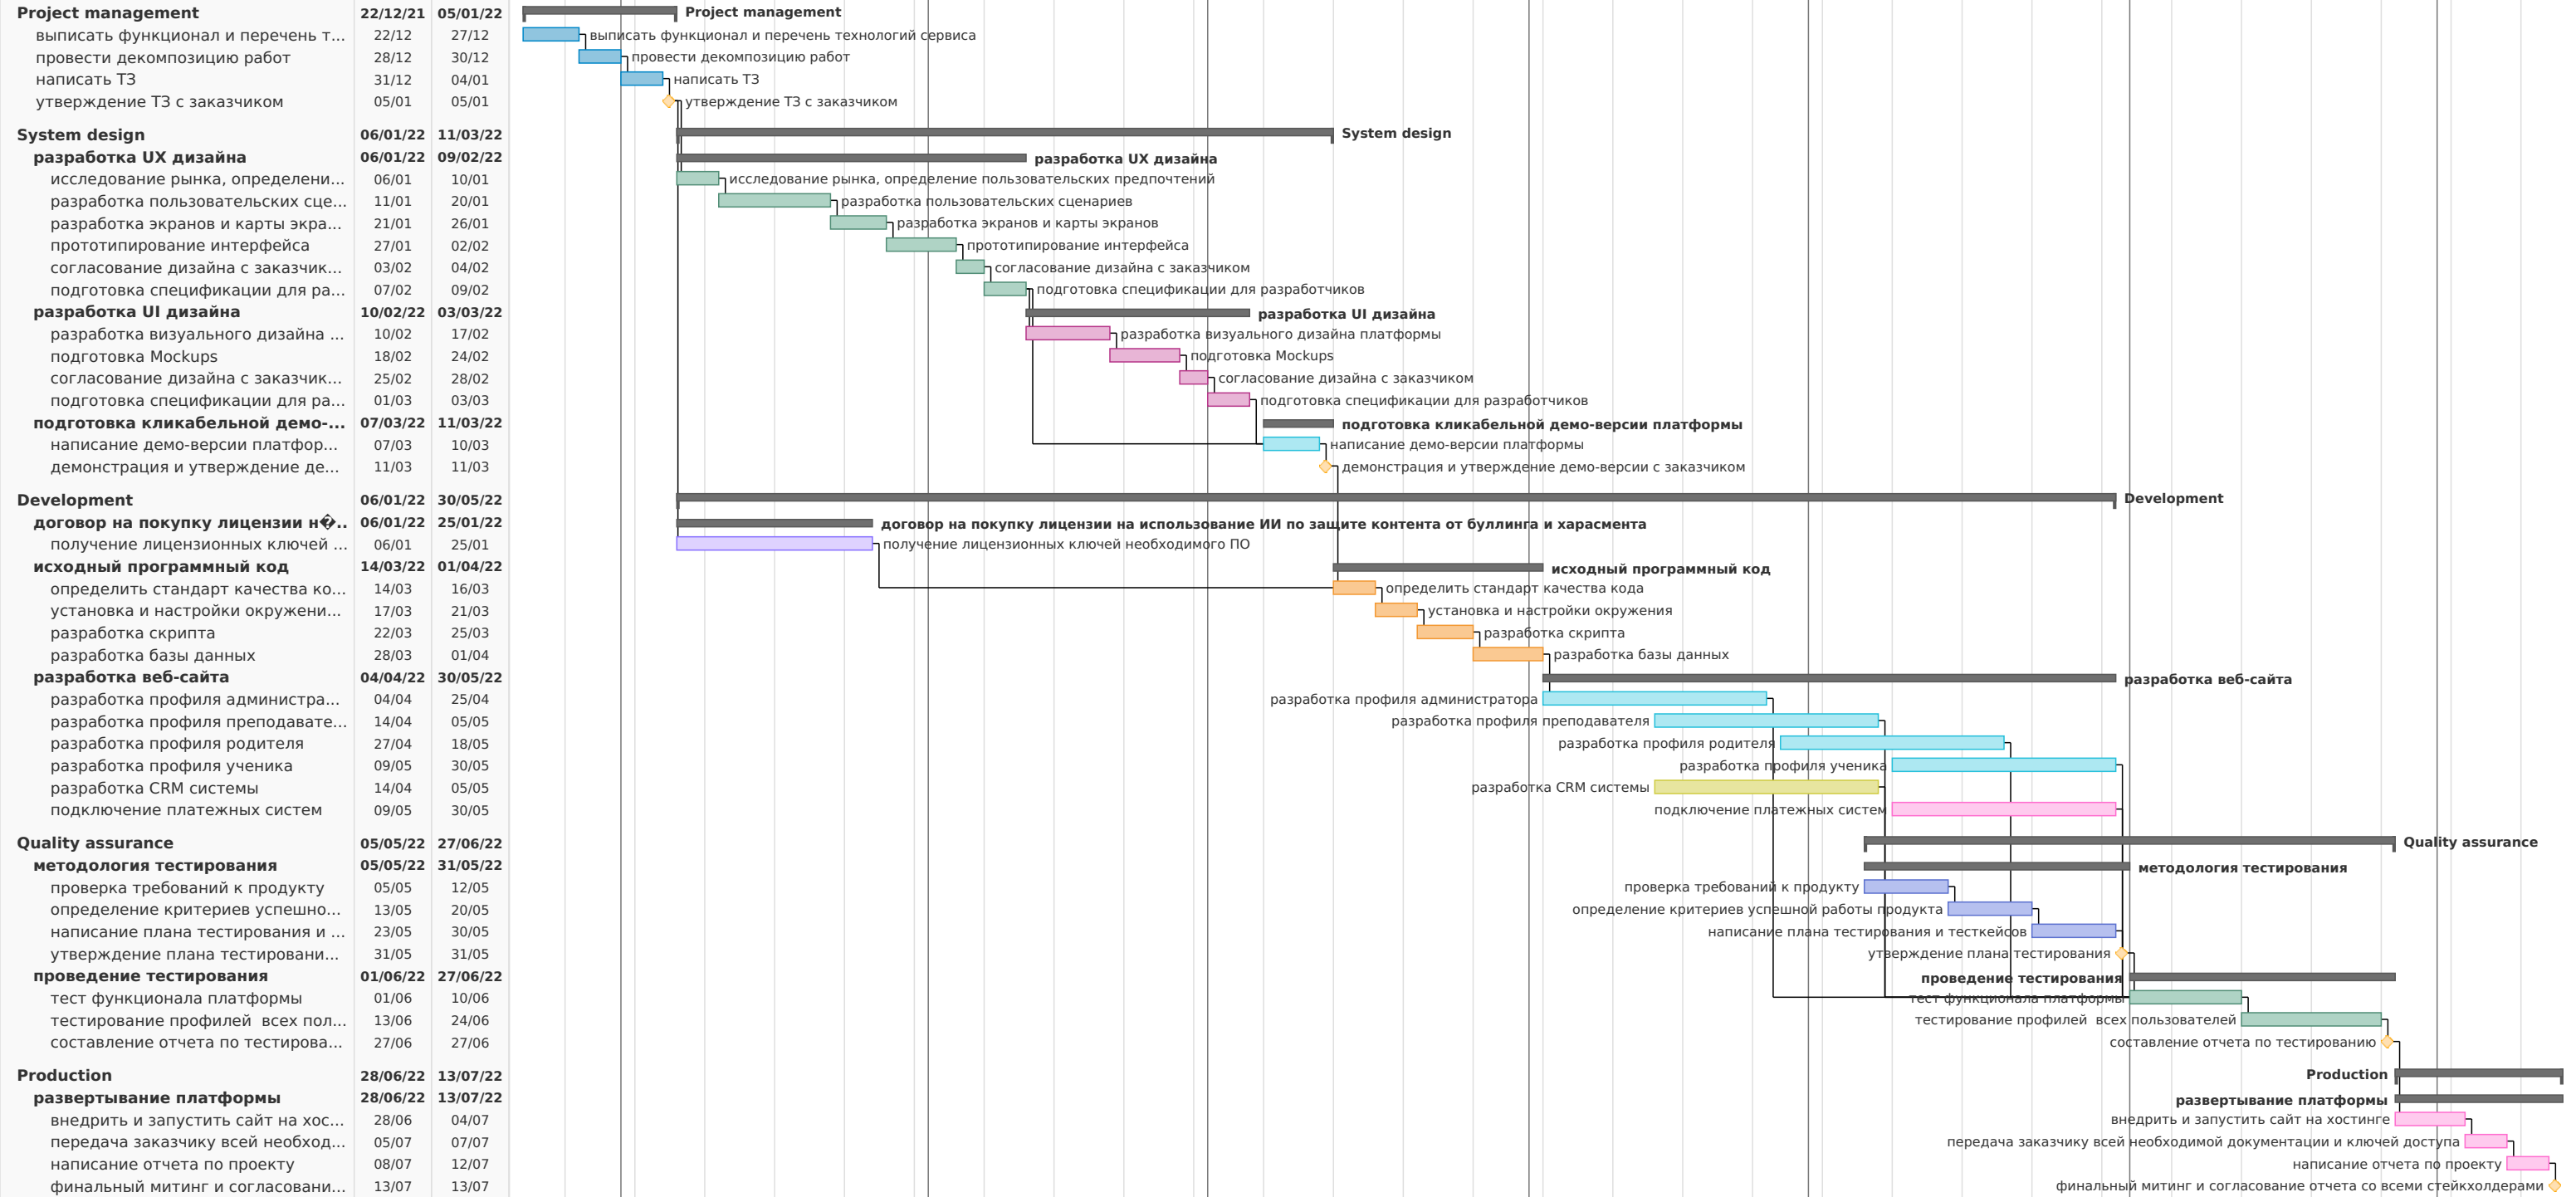 Project management 22/12/21 05/01/22 Project management
выписать функционал и перечень т... 22/12 27/12 выписать функционал и перечень технологий сервиса
провести декомпозицию работ 28/12 30/12 провести декомпозицию работ
написать ТЗ 31/12 04/01 написать ТЗ
утверждение ТЗ с заказчиком 05/01 05/01 утверждение ТЗ с заказчиком
System design 06/01/22 11/03/22 System design
разработка UX дизайна 06/01/22 09/02/22 разработка UX дизайна
исследование рынка, определени... 06/01 10/01 исследование рынка, определение пользовательских предпочтений
разработка пользовательских сце... 11/01 20/01 разработка пользовательских сценариев
разработка экранов и карты экра... 21/01 26/01 разработка экранов и карты экранов
прототипирование интерфейса 27/01 02/02 прототипирование интерфейса
согласование дизайна с заказчик... 03/02 04/02 согласование дизайна с заказчиком
подготовка спецификации для ра... 07/02 09/02 подготовка спецификации для разработчиков
разработка UI дизайна 10/02/22 03/03/22 разработка UI дизайна
разработка визуального дизайна ... 10/02 17/02 разработка визуального дизайна платформы
подготовка Mockups 18/02 24/02 подготовка Mockups
согласование дизайна с заказчик... 25/02 28/02 согласование дизайна с заказчиком
подготовка спецификации для ра... 01/03 03/03 подготовка спецификации для разработчиков
подготовка кликабельной демо-... 07/03/22 11/03/22 подготовка кликабельной демо-версии платформы
написание демо-версии платфор... 07/03 10/03 написание демо-версии платформы
демонстрация и утверждение де... 11/03 11/03 демонстрация и утверждение демо-версии с заказчиком
Development 06/01/22 30/05/22 Development
договор на покупку лицензии н�.. 06/01/22 25/01/22 договор на покупку лицензии на использование ИИ по защите контента от буллинга и харасмента
получение лицензионных ключей ... 06/01 25/01 получение лицензионных ключей необходимого ПО
исходный программный код 14/03/22 01/04/22 исходный программный код
определить стандарт качества ко... 14/03 16/03 определить стандарт качества кода
установка и настройки окружени... 17/03 21/03 установка и настройки окружения
разработка скрипта 22/03 25/03 разработка скрипта
разработка базы данных 28/03 01/04 разработка базы данных
разработка веб-сайта 04/04/22 30/05/22 разработка веб-сайта
разработка профиля администра... 04/04 25/04 разработка профиля администратора
разработка профиля преподавате... 14/04 05/05 разработка профиля преподавателя
разработка профиля родителя 27/04 18/05 разработка профиля родителя
разработка профиля ученика 09/05 30/05 разработка профиля ученика
разработка CRM системы 14/04 05/05 разработка CRM системы
подключение платежных систем 09/05 30/05 подключение платежных систем
Quality assurance 05/05/22 27/06/22 Quality assurance
методология тестирования 05/05/22 31/05/22 методология тестирования
проверка требований к продукту 05/05 12/05 проверка требований к продукту
определение критериев успешно... 13/05 20/05 определение критериев успешной работы продукта
написание плана тестирования и ... 23/05 30/05 написание плана тестирования и тесткейсов
утверждение плана тестировани... 31/05 31/05 утверждение плана тестирования
проведение тестирования 01/06/22 27/06/22 проведение тестирования
тест функционала платформы 01/06 10/06 тест функционала платформы
тестирование профилей  всех пол... 13/06 24/06 тестирование профилей  всех пользователей
составление отчета по тестирова... 27/06 27/06 составление отчета по тестированию
Production 28/06/22 13/07/22 Production
развертывание платформы 28/06/22 13/07/22 развертывание платформы
внедрить и запустить сайт на хос... 28/06 04/07 внедрить и запустить сайт на хостинге
передача заказчику всей необход... 05/07 07/07 передача заказчику всей необходимой документации и ключей доступа
написание отчета по проекту 08/07 12/07 написание отчета по проекту
финальный митинг и согласовани... 13/07 13/07 финальный митинг и согласование отчета со всеми стейкхолдерами